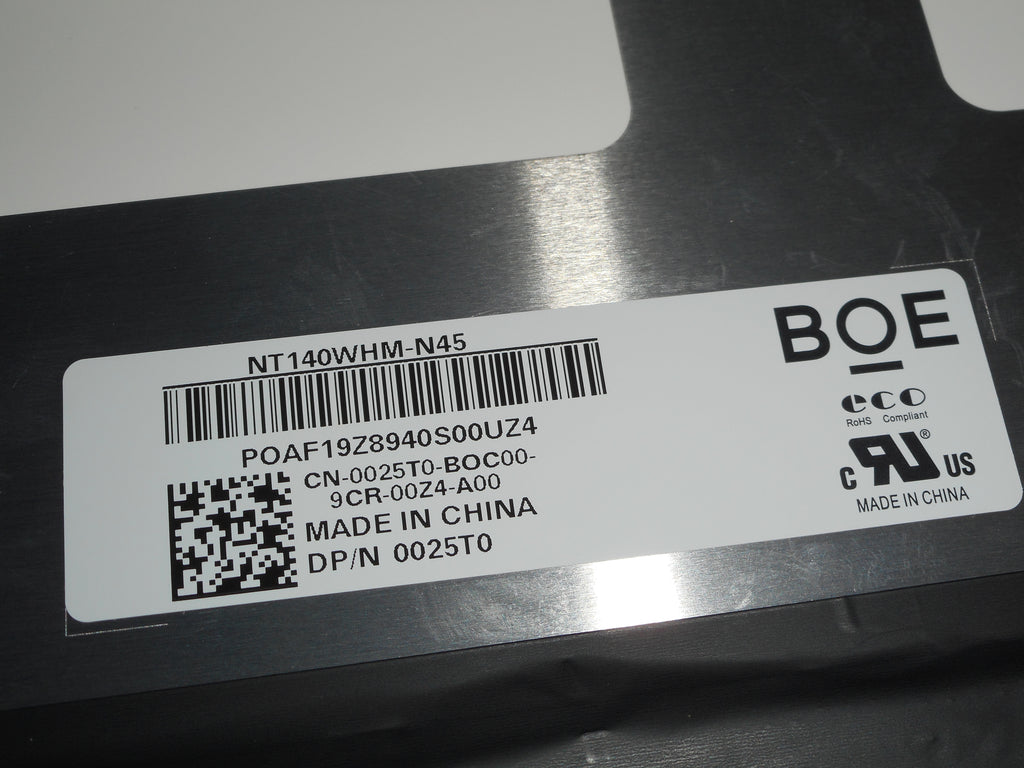 NT140WHM-N45
POAF19Z8940S00UZ4
CN-0025T0-BOC00-
9CR-00Z4-A00
MADE IN CHINA
DP/N 0025T0
BOE
eco
RoHS Compliant
c RU® US
MADE IN CHINA